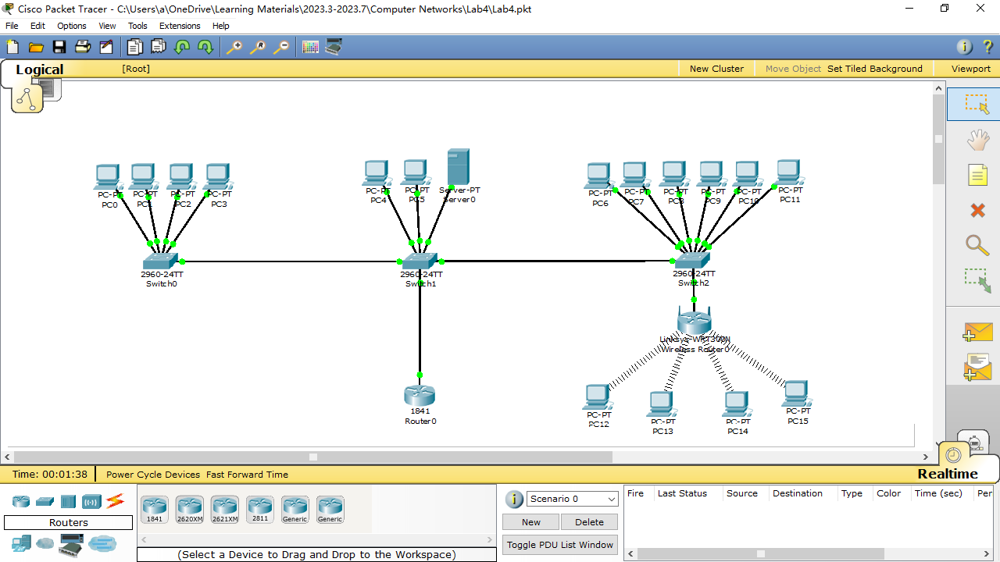 Cisco Packet Tracer - C:\Users\a\OneDrive\Learning Materials\2023.3-2023.7\Computer Networks\Lab4\Lab4.pkt
File Edit Options View Tools Extensions Help
Logical [Root] New Cluster Move Object Set Tiled Background Viewport
PC-PT PC0
PC-PT PC1
PC-PT PC2
PC-PT PC3
PC-PT PC4
PC-PT PC5
Server-PT Server0
PC-PT PC6
PC-PT PC7
PC-PT PC8
PC-PT PC9
PC-PT PC10
PC-PT PC11
2960-24TT Switch0
2960-24TT Switch1
2960-24TT Switch2
Linksys-WRT300N
Wireless Router0
1841
Router0
PC-PT PC12
PC-PT PC13
PC-PT PC14
PC-PT PC15
Time: 00:01:38 Power Cycle Devices Fast Forward Time Realtime
Routers
1841 2620XM 2621XM 2811 Generic Generic
(Select a Device to Drag and Drop to the Workspace)
Scenario 0
New Delete
Toggle PDU List Window
Fire Last Status Source Destination Type Color Time (sec) Per